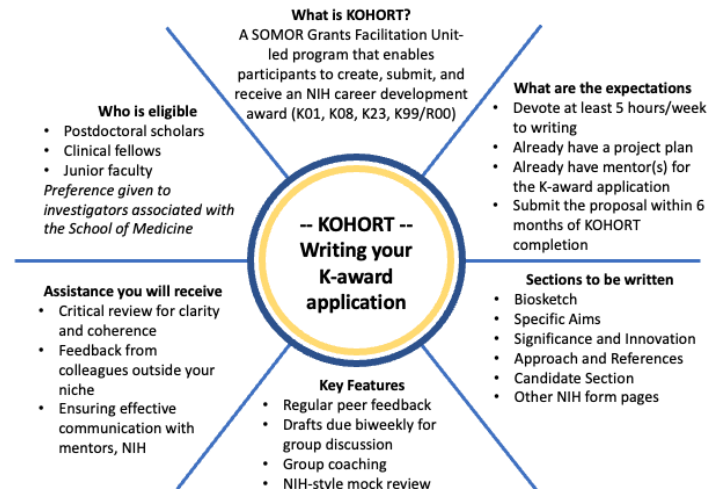 What is KOHORT?
A SOMOR Grants Facilitation Unit-
led program that enables
participants to create, submit, and
receive an NIH career development
award (K01, K08, K23, K99/R00)
Who is eligible
• Postdoctoral scholars
• Clinical fellows
• Junior faculty
Preference given to
investigators associated with
the School of Medicine
What are the expectations
• Devote at least 5 hours/week
to writing
• Already have a project plan
• Already have mentor(s) for
the K-award application
• Submit the proposal within 6
months of KOHORT
completion
-- KOHORT --
Writing your
K-award
application
Assistance you will receive
• Critical review for clarity
and coherence
• Feedback from
colleagues outside your
niche
• Ensuring effective
communication with
mentors, NIH
Key Features
• Regular peer feedback
• Drafts due biweekly for
group discussion
• Group coaching
• NIH-style mock review
Sections to be written
• Biosketch
• Specific Aims
• Significance and Innovation
• Approach and References
• Candidate Section
• Other NIH form pages